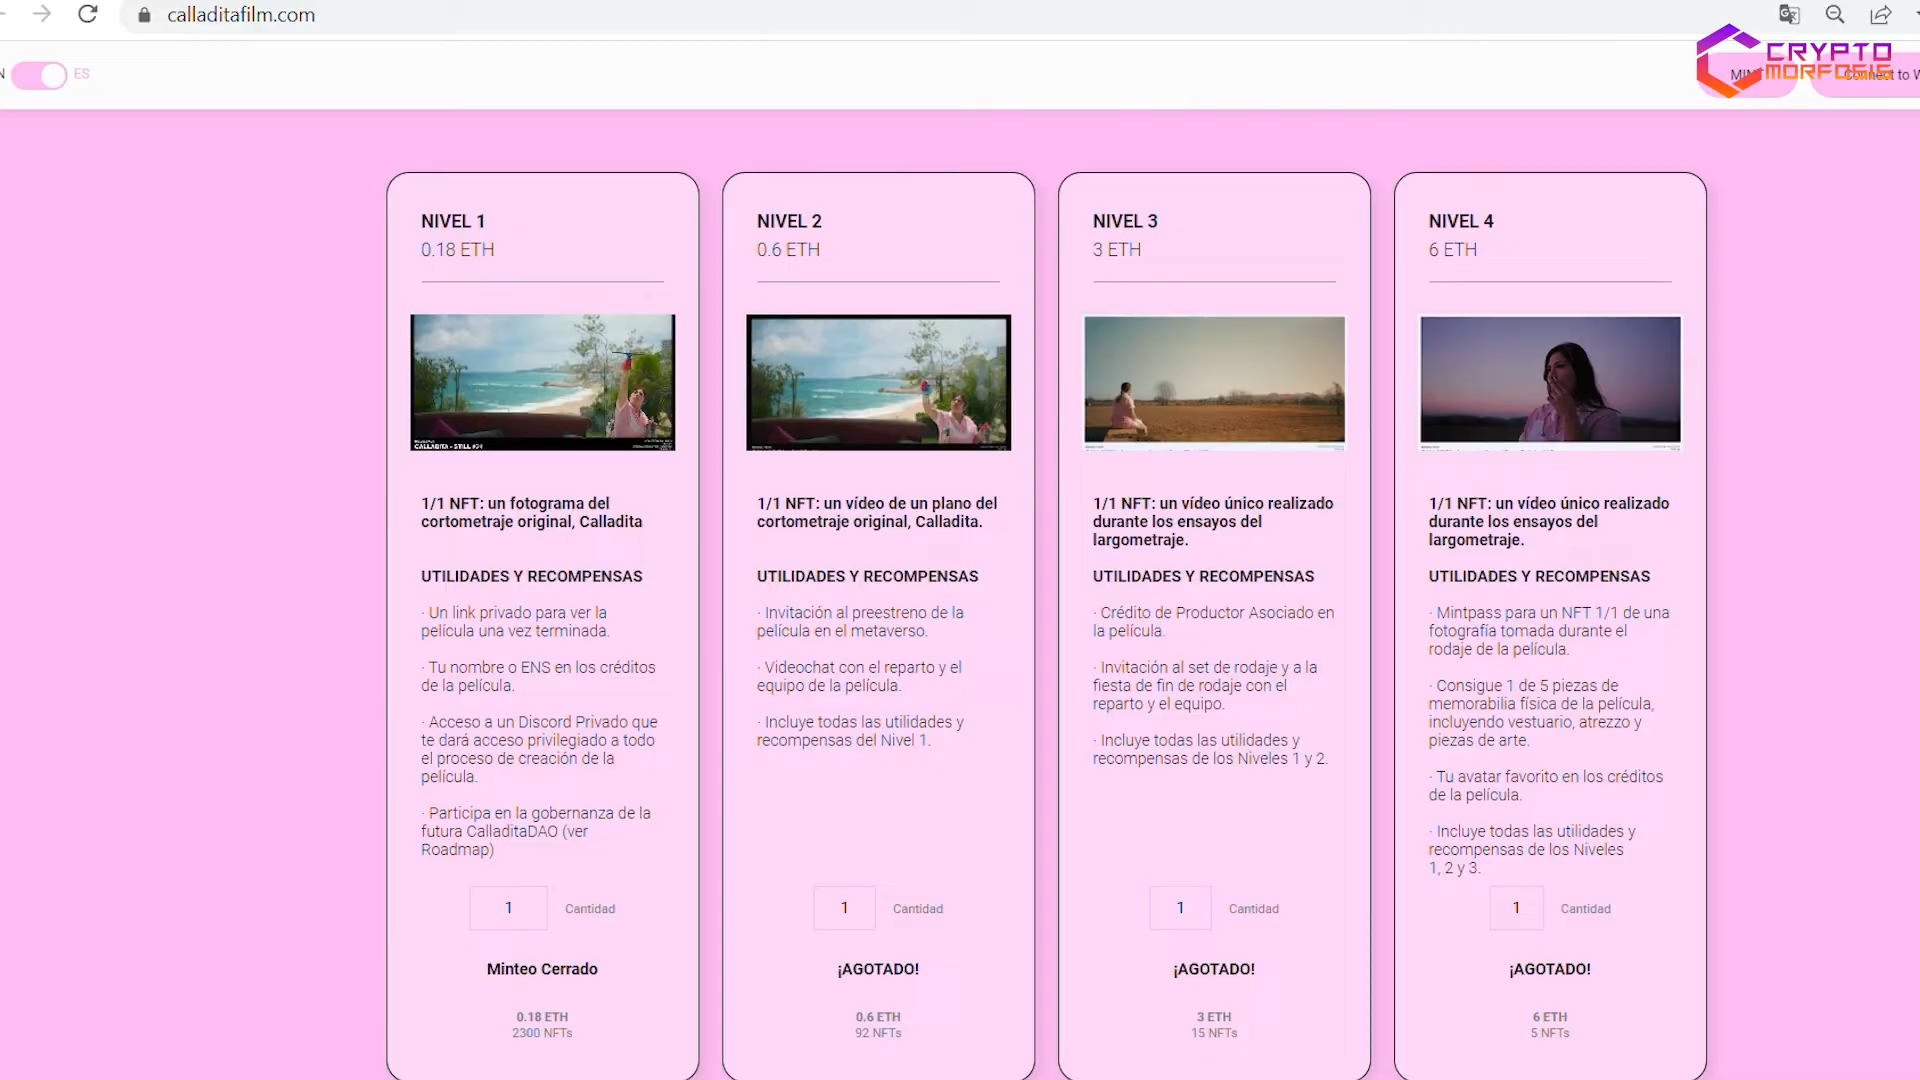 calladitafilm.com
N
ES
CRYPTO
MORFOSIS
Connect to W
NIVEL 1
0.18 ETH
1/1 NFT: un fotograma del
cortometraje original, Calladita
UTILIDADES Y RECOMPENSAS
· Un link privado para ver la
película una vez terminada.
· Tu nombre o ENS en los créditos
de la película.
· Acceso a un Discord Privado que
te dará acceso privilegiado a todo
el proceso de creación de la
película.
· Participa en la gobernanza de la
futura CalladitaDAO (ver
Roadmap)
1 Cantidad
Minteo Cerrado
0.18 ETH
2300 NFTs
NIVEL 2
0.6 ETH
1/1 NFT: un vídeo de un plano del
cortometraje original, Calladita.
UTILIDADES Y RECOMPENSAS
· Invitación al preestreno de la
película en el metaverso.
· Videochat con el reparto y el
equipo de la película.
· Incluye todas las utilidades y
recompensas del Nivel 1.
1 Cantidad
¡AGOTADO!
0.6 ETH
92 NFTs
NIVEL 3
3 ETH
1/1 NFT: un vídeo único realizado
durante los ensayos del
largometraje.
UTILIDADES Y RECOMPENSAS
· Crédito de Productor Asociado en
la película.
· Invitación al set de rodaje y a la
fiesta de fin de rodaje con el
reparto y el equipo.
· Incluye todas las utilidades y
recompensas de los Niveles 1 y 2.
1 Cantidad
¡AGOTADO!
3 ETH
15 NFTs
NIVEL 4
6 ETH
1/1 NFT: un vídeo único realizado
durante los ensayos del
largometraje.
UTILIDADES Y RECOMPENSAS
· Mintpass para un NFT 1/1 de una
fotografía tomada durante el
rodaje de la película.
· Consigue 1 de 5 piezas de
memorabilia física de la película,
incluyendo vestuario, atrezzo y
piezas de arte.
· Tu avatar favorito en los créditos
de la película.
· Incluye todas las utilidades y
recompensas de los Niveles
1, 2 y 3.
1 Cantidad
¡AGOTADO!
6 ETH
5 NFTs